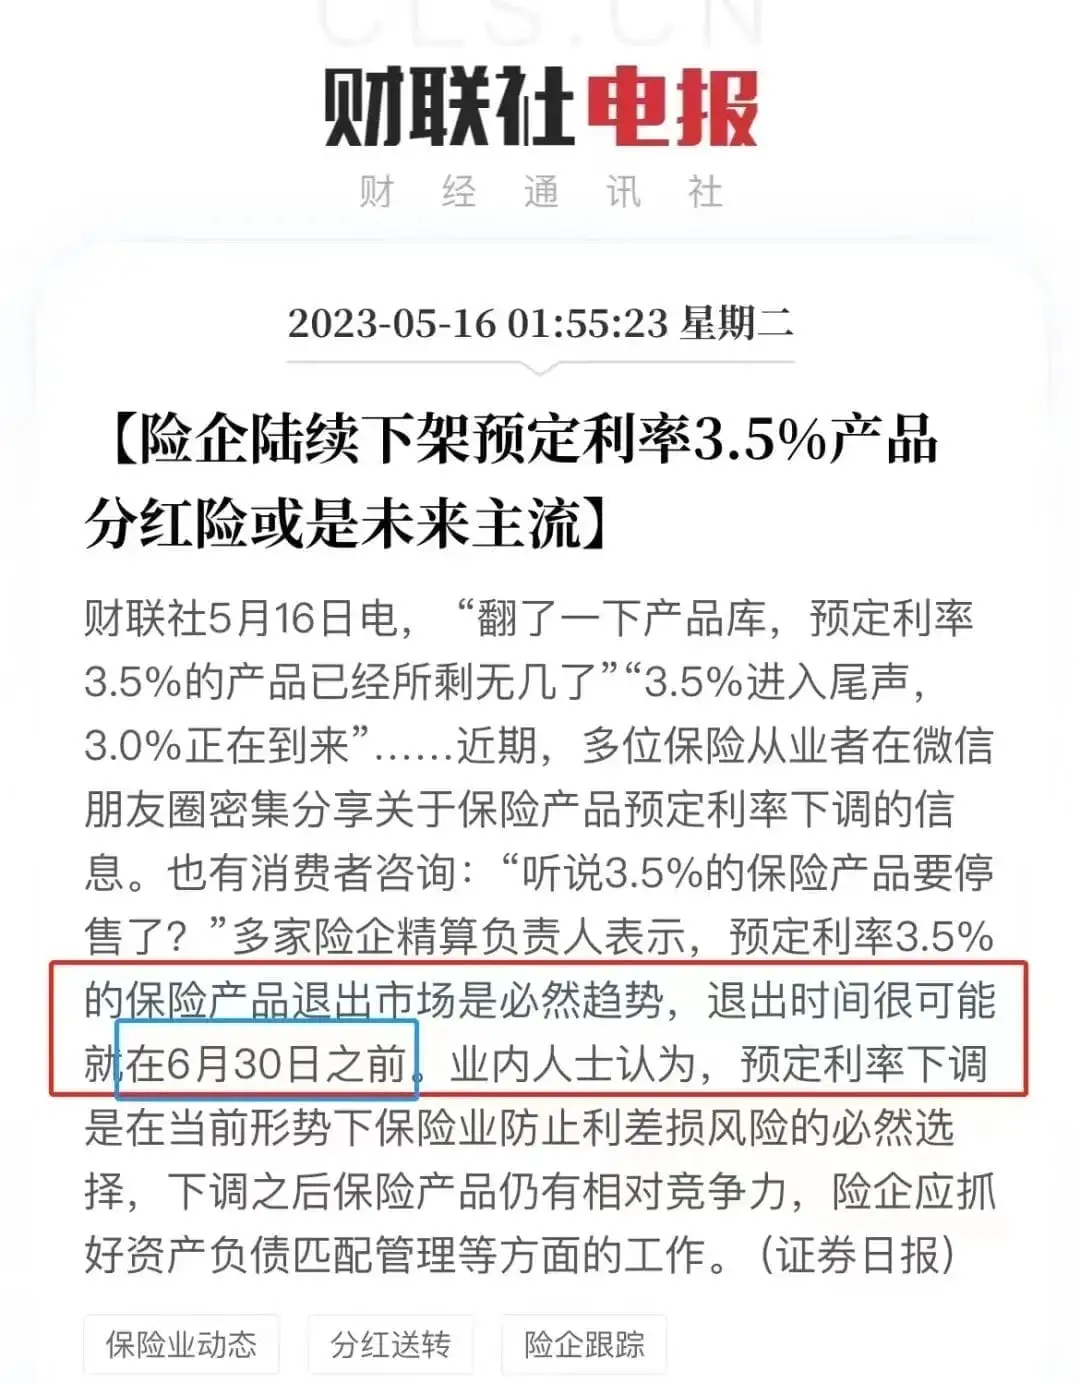 CLS.CN
财联社电报
财经通讯社
2023-05-16 01:55:23 星期二
【险企陆续下架预定利率3.5%产品
分红险或是未来主流】
财联社5月16日电，“翻了一下产品库，预定利率
3.5%的产品已经所剩无几了”“3.5%进入尾声，
3.0%正在到来”……近期，多位保险从业者在微信
朋友圈密集分享关于保险产品预定利率下调的信
息。也有消费者咨询：“听说3.5%的保险产品要停
售了？”多家险企精算负责人表示，预定利率3.5%
的保险产品退出市场是必然趋势，退出时间很可能
就在6月30日之前。业内人士认为，预定利率下调
是在当前形势下保险业防止利差损风险的必然选
择，下调之后保险产品仍有相对竞争力，险企应抓
好资产负债匹配管理等方面的工作。（证券日报）
保险业动态 分红送转 险企跟踪